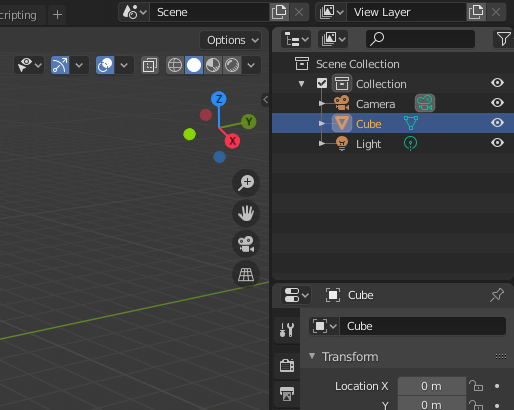 cripting
Scene
View Layer
Options
Scene Collection
Collection
Camera
Cube
Light
Z
Y
X
Cube
Cube
Transform
Location X 0 m
Y 0 m